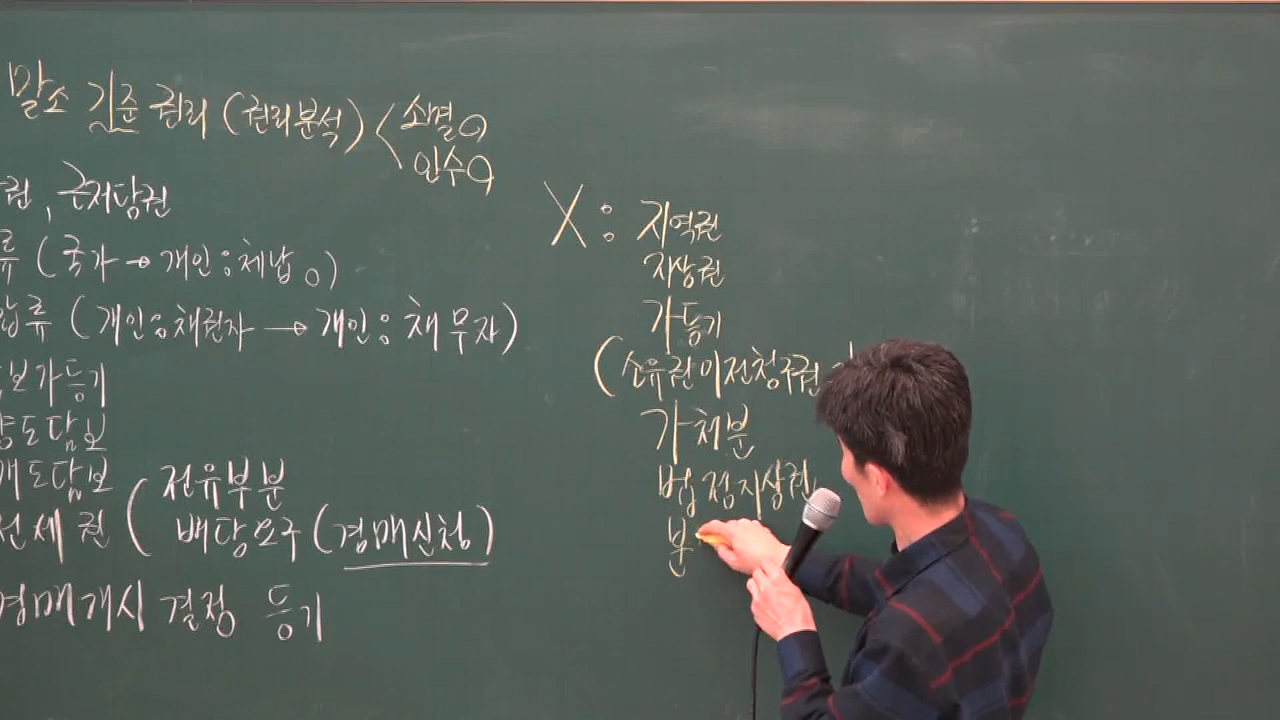 말소 기준 권리 (권리분석) < 소멸O
인수O
권, 근저당권
류 (국가 → 개인 : 체납 O)
압류 (개인 : 채권자 → 개인 : 채무자)
보가등기
양도담보
매도담보
전세권 ( 전유부분
배당요구 (경매신청)
경매개시 결정 등기
X : 지역권
지상권
가등기
(소유권이전청구권
가처분
법정지상권
분